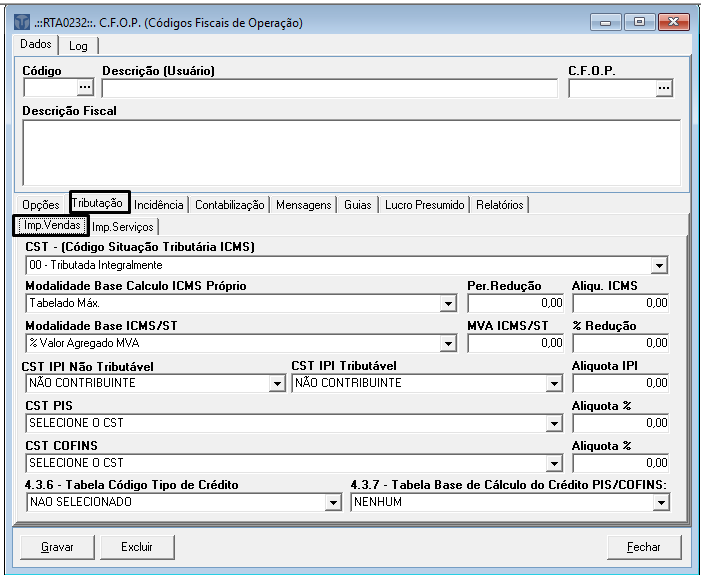 .::RTA0232::. C.F.O.P. (Códigos Fiscais de Operação)
Dados Log
Código Descrição (Usuário) C.F.O.P.
Descrição Fiscal
Opções Tributação Incidência Contabilização Mensagens Guias Lucro Presumido Relatórios
Imp.Vendas Imp.Serviços
CST - (Código Situação Tributária ICMS)
00 - Tributada Integralmente
Modalidade Base Calculo ICMS Próprio Per.Redução Aliqu. ICMS
Tabelado Máx. 0,00 0,00
Modalidade Base ICMS/ST MVA ICMS/ST % Redução
% Valor Agregado MVA 0,00 0,00
CST IPI Não Tributável CST IPI Tributável Aliquota IPI
NÃO CONTRIBUINTE NÃO CONTRIBUINTE 0,00
CST PIS Aliquota %
SELECIONE O CST 0,00
CST COFINS Aliquota %
SELECIONE O CST 0,00
4.3.6 - Tabela Código Tipo de Crédito 4.3.7 - Tabela Base de Cálculo do Crédito PIS/COFINS:
NAO SELECIONADO NENHUM
Gravar Excluir Fechar